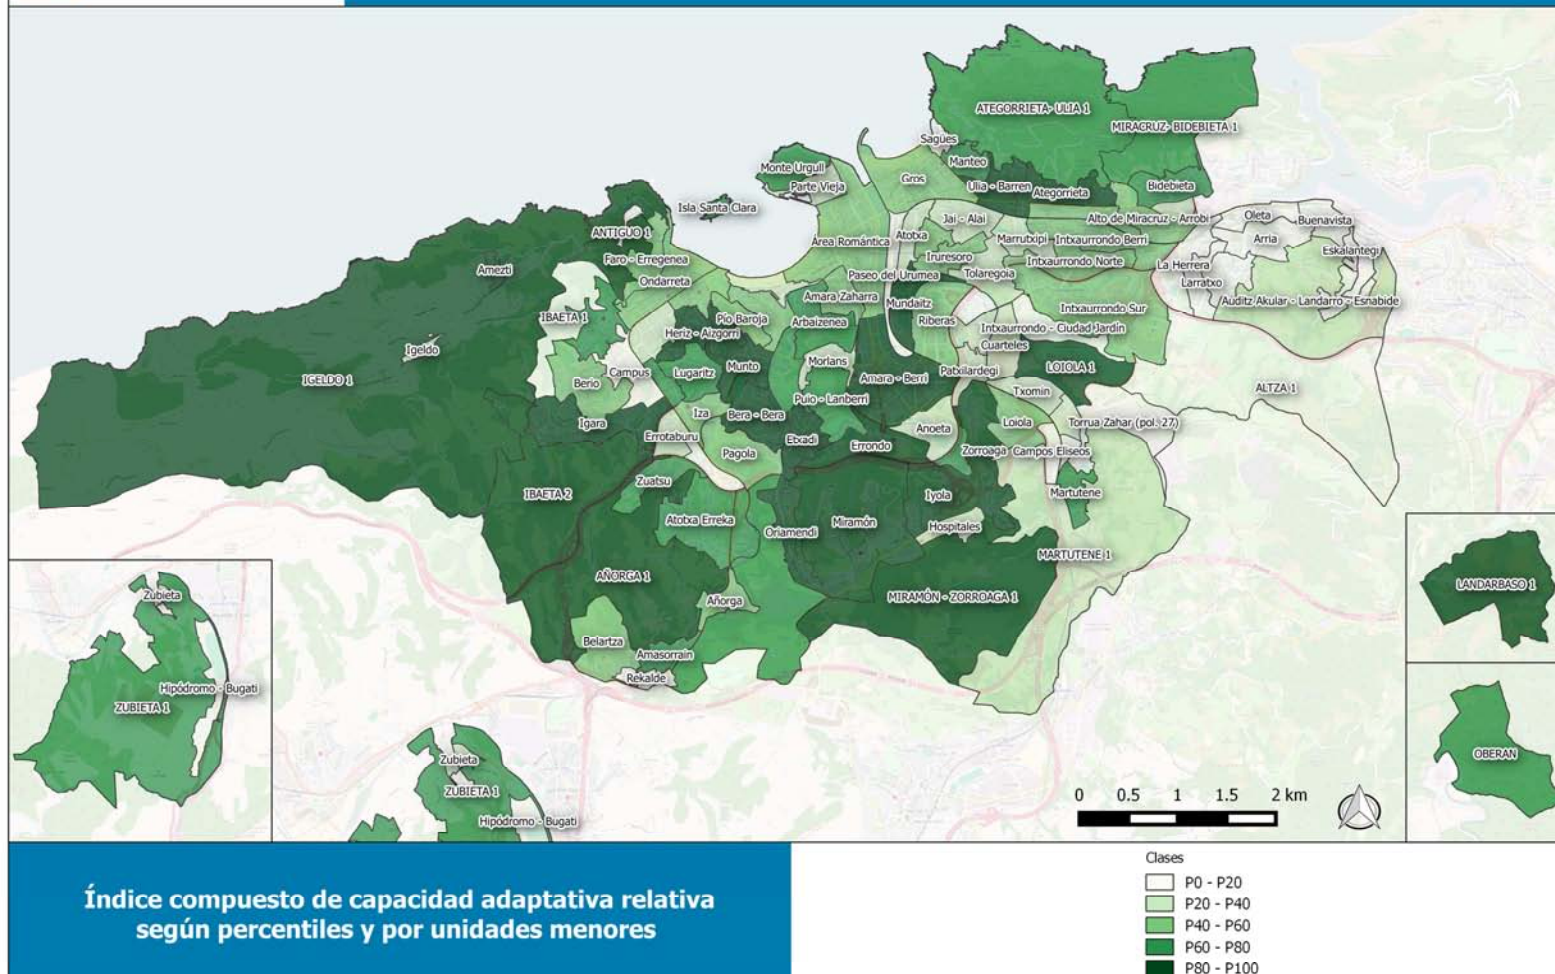 ATEGORRIETA- ULIA 1
MIRACRUZ- BIDEBIETA 1
Sagüés
Manteo
Monte Urgull
Parte Vieja
Gros
Ulia - Barren
Ategorrieta
Bidebieta
Isla Santa Clara
Jai - Alai
Alto de Miracruz - Arrobi
Oleta
Buenavista
ANTIGUO 1
Área Romántica
Atotxa
Marrutxipi
Intxaurrondo Berri
Arria
Eskalantegi
Faro - Erregenea
Iruresoro
Intxaurrondo Norte
La Herrera
Amezti
Ondarreta
Paseo del Urumea
Tolaregoia
Larratxo
Amara Zaharra
Mundaitz
Intxaurrondo Sur
Auditz Akular - Landarro - Esnabide
IBAETA 1
Pío Baroja
Arbaizenea
Riberas
Intxaurrondo - Ciudad Jardín
Heriz - Aizgorri
Cuarteles
Igeldo
Morlans
IGELDO 1
Berio
Campus
Lugaritz
Munto
Amara - Berri
Patxilardegi
LOIOLA 1
ALTZA 1
Txomin
Puio - Lanberri
Igara
Iza
Bera - Bera
Anoeta
Loiola
Torrua Zahar (pol. 27)
Errotaburu
Etxadi
Errondo
Zorroaga
Campos Elíseos
Pagola
Zuatsu
IBAETA 2
Iyola
Martutene
Atotxa Erreka
Oriamendi
Miramón
Hospitales
MARTUTENE 1
AÑORGA 1
Añorga
MIRAMÓN - ZORROAGA 1
LANDARBASO 1
Belartza
Amasorrain
Rekalde
Zubieta
Hipódromo - Bugati
ZUBIETA 1
Zubieta
ZUBIETA 1
Hipódromo - Bugati
OBERAN
0 0.5 1 1.5 2 km
Índice compuesto de capacidad adaptativa relativa
según percentiles y por unidades menores
Clases
P0 - P20
P20 - P40
P40 - P60
P60 - P80
P80 - P100